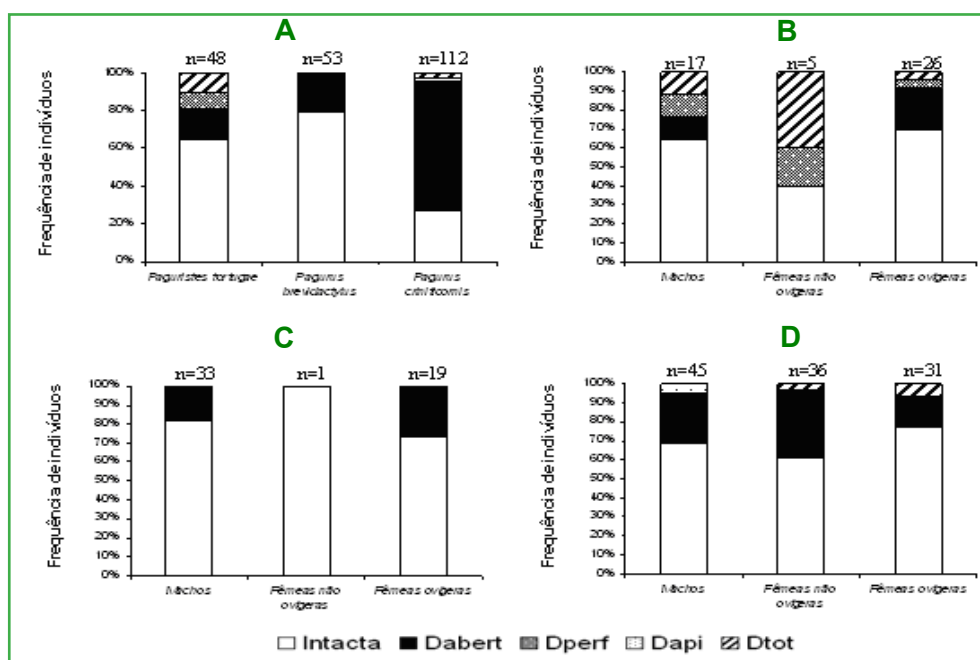 A
n=48 n=53 n=112
Frequência de indivíduos
100%
80%
60%
40%
20%
0%
Paguristes tortugae
Pagurus brevidactylus
Pagurus criniticornis
B
n=17 n=5 n=26
Frequência de indivíduos
100%
90%
80%
70%
60%
50%
40%
30%
20%
10%
0%
Machos
Fêmeas não ovígeras
Fêmeas ovígeras
C
n=33 n=1 n=19
Frequência de indivíduos
100%
90%
80%
70%
60%
50%
40%
30%
20%
10%
0%
Machos
Fêmeas não ovígeras
Fêmeas ovígeras
D
n=45 n=36 n=31
Frequência de indivíduos
100%
90%
80%
70%
60%
50%
40%
30%
20%
10%
0%
Machos
Fêmeas não ovígeras
Fêmeas ovígeras
Intacta Dabert Dperf Dapi Dtot